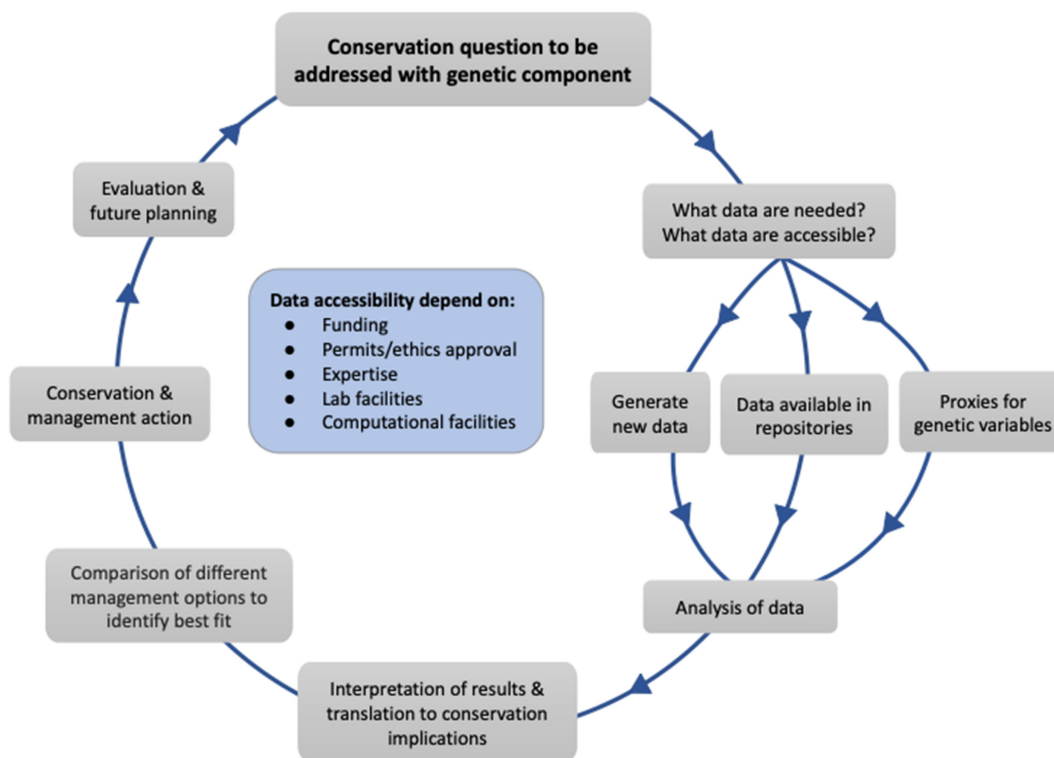 Conservation question to be
addressed with genetic component
Evaluation &
future planning
What data are needed?
What data are accessible?
Data accessibility depend on:
● Funding
● Permits/ethics approval
● Expertise
● Lab facilities
● Computational facilities
Conservation &
management action
Generate
new data
Data available in
repositories
Proxies for
genetic variables
Comparison of different
management options to
identify best fit
Analysis of data
Interpretation of results &
translation to conservation
implications